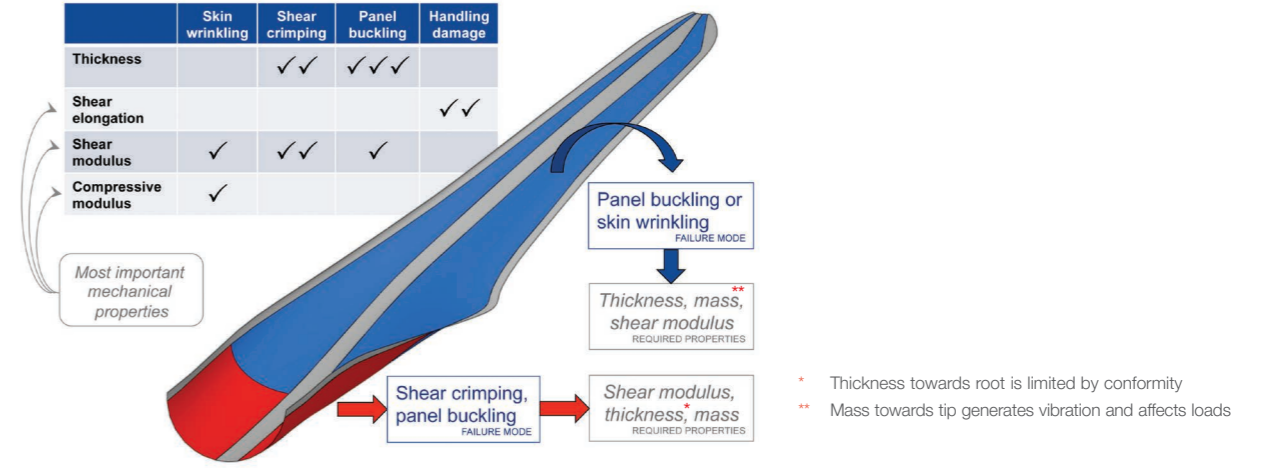 Skin wrinkling Shear crimping Panel buckling Handling damage
Thickness ✓✓ ✓✓✓
Shear elongation ✓✓
Shear modulus ✓ ✓✓ ✓
Compressive modulus ✓
Most important
mechanical
properties
Panel buckling or
skin wrinkling
FAILURE MODE
Thickness, mass,**
shear modulus
REQUIRED PROPERTIES
Shear crimping,
panel buckling
FAILURE MODE
Shear modulus,
thickness,* mass
REQUIRED PROPERTIES
* Thickness towards root is limited by conformity
** Mass towards tip generates vibration and affects loads